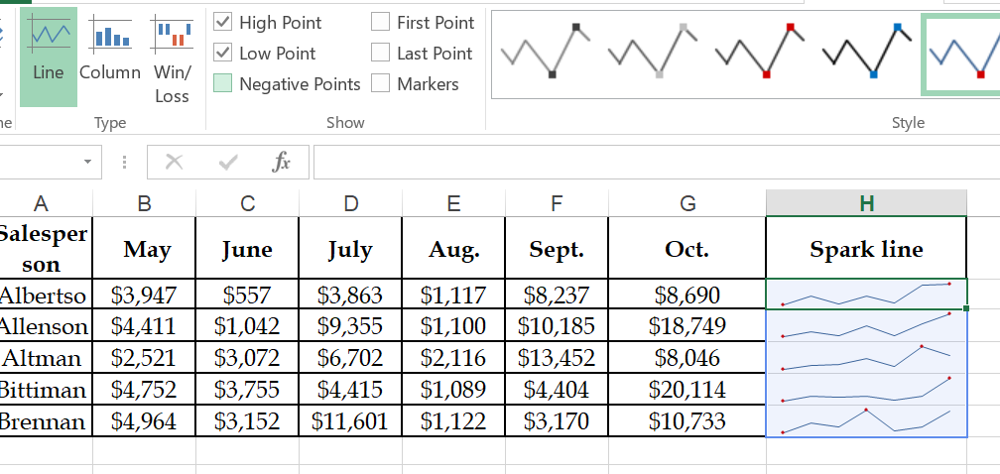 High Point First Point
Low Point Last Point
Line Column Win/ Loss Negative Points Markers
Type Show Style
fx
A B C D E F G H
Salesper son May June July Aug. Sept. Oct. Spark line
Albertso $3,947 $557 $3,863 $1,117 $8,237 $8,690
Allenson $4,411 $1,042 $9,355 $1,100 $10,185 $18,749
Altman $2,521 $3,072 $6,702 $2,116 $13,452 $8,046
Bittiman $4,752 $3,755 $4,415 $1,089 $4,404 $20,114
Brennan $4,964 $3,152 $11,601 $1,122 $3,170 $10,733